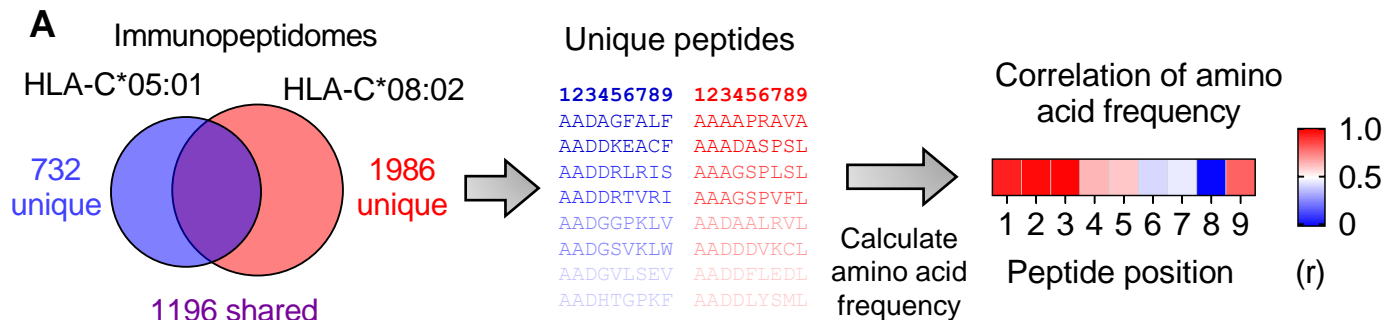 A
Immunopeptidomes
HLA-C*05:01
HLA-C*08:02
732
unique
1986
unique
1196 shared
Unique peptides
123456789 123456789
AADAGFALF AAAAPRAVA
AADDKEACF AAADASPSL
AADDRLRIS AAAGSPLSL
AADDRTVRI AAAGSPVFL
AADGGPKLV AADAALRVL
AADGSVKLW AADDDVKCL
AADGVLSEV AADDFLEDL
AADHTGPKF AADDLYSML
Calculate
amino acid
frequency
Correlation of amino
acid frequency
1 2 3 4 5 6 7 8 9
Peptide position
1.0
0.5
0
(r)